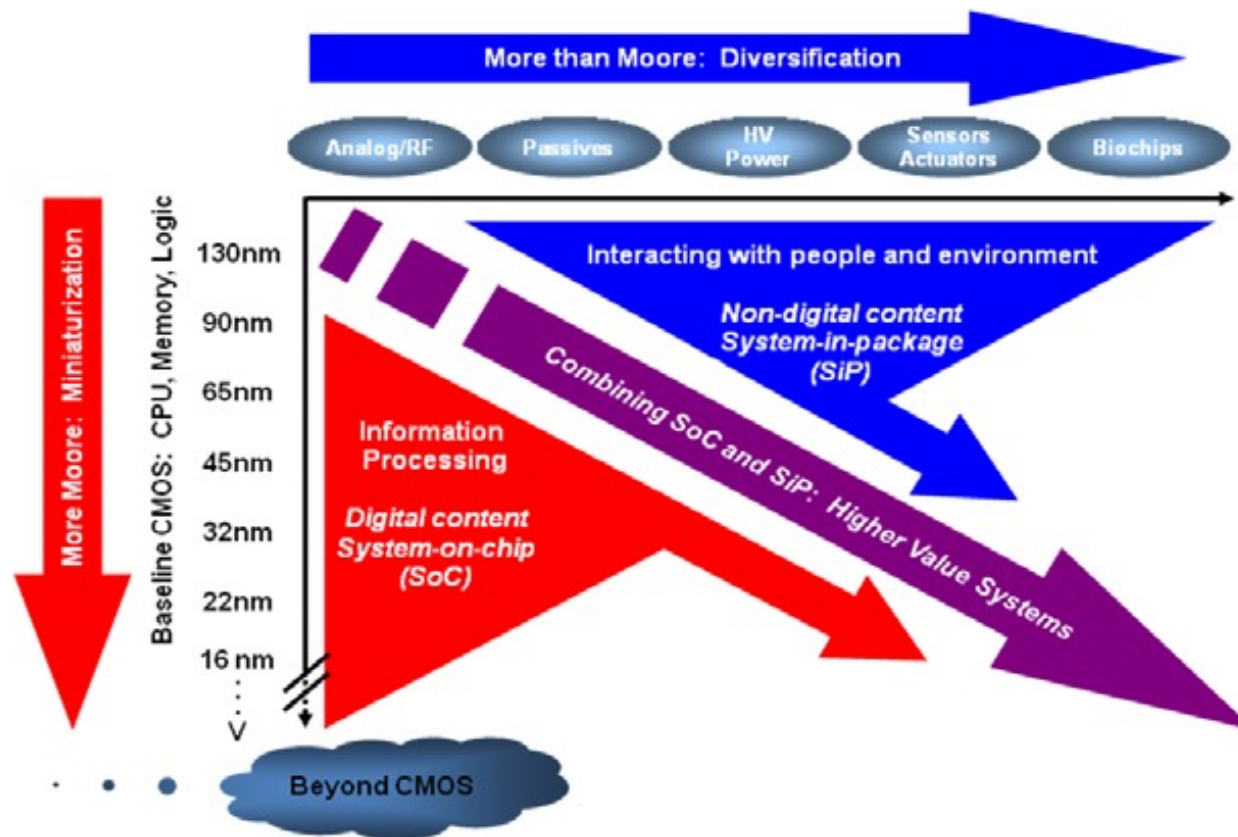 More than Moore: Diversification
Analog/RF
Passives
HV
Power
Sensors
Actuators
Biochips
More Moore: Miniaturization
Baseline CMOS: CPU, Memory, Logic
130nm
90nm
65nm
45nm
32nm
22nm
16 nm
Interacting with people and environment
Non-digital content
System-in-package
(SiP)
Combining SoC and SiP: Higher Value Systems
Information
Processing
Digital content
System-on-chip
(SoC)
Beyond CMOS